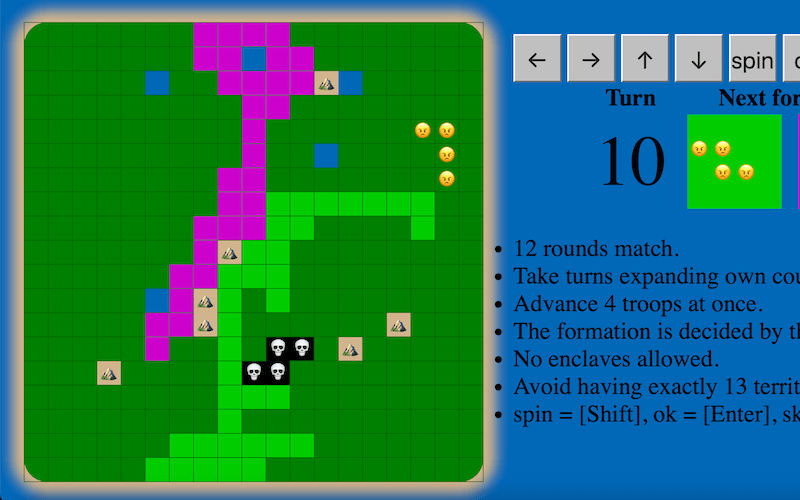 ← → ↑ ↓ spin
Turn Next for
10
• 12 rounds match.
• Take turns expanding own cou
• Advance 4 troops at once.
• The formation is decided by th
• No enclaves allowed.
• Avoid having exactly 13 territ
• spin = [Shift], ok = [Enter], sk